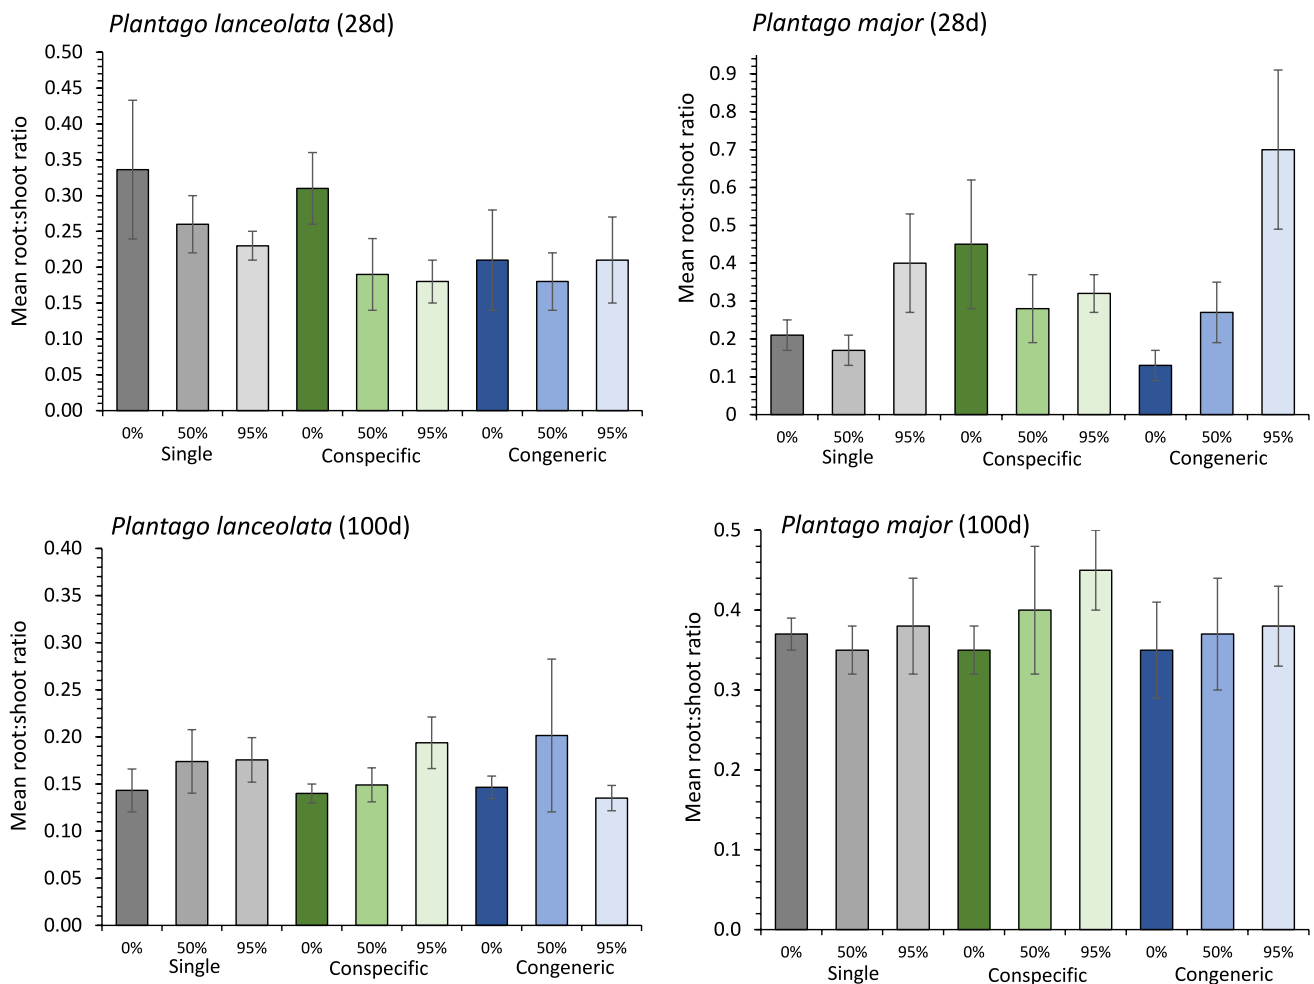 Plantago lanceolata (28d)
Mean root:shoot ratio
0.50
0.45
0.40
0.35
0.30
0.25
0.20
0.15
0.10
0.05
0.00
0% 50% 95% 0% 50% 95% 0% 50% 95%
Single Conspecific Congeneric
Plantago major (28d)
Mean root:shoot ratio
0.9
0.8
0.7
0.6
0.5
0.4
0.3
0.2
0.1
0
0% 50% 95% 0% 50% 95% 0% 50% 95%
Single Conspecific Congeneric
Plantago lanceolata (100d)
Mean root:shoot ratio
0.40
0.35
0.30
0.25
0.20
0.15
0.10
0.05
0.00
0% 50% 95% 0% 50% 95% 0% 50% 95%
Single Conspecific Congeneric
Plantago major (100d)
Mean root:shoot ratio
0.5
0.4
0.3
0.2
0.1
0.0
0% 50% 95% 0% 50% 95% 0% 50% 95%
Single Conspecific Congeneric